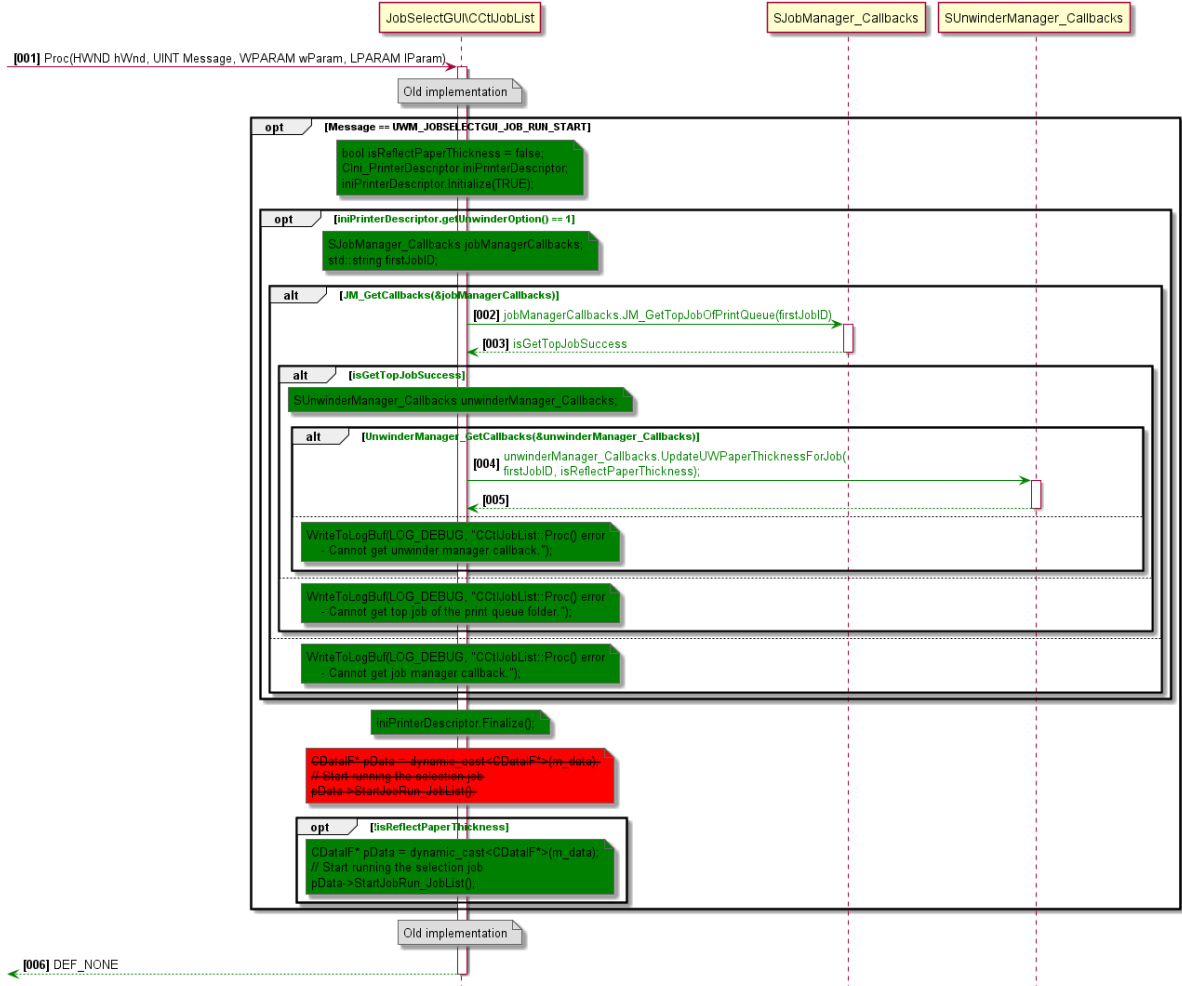 JobSelectGUI\CCtlJobList
SJobManager_Callbacks
SUnwinderManager_Callbacks
[001] Proc(HWND hWnd, UINT Message, WPARAM wParam, LPARAM lParam)
Old implementation
opt [Message == UWM_JOBSELECTGUI_JOB_RUN_START]
bool isReflectPaperThickness = false;
CIni_PrinterDescriptor iniPrinterDescriptor;
iniPrinterDescriptor.Initialize(TRUE);
opt [iniPrinterDescriptor.getUnwinderOption() == 1]
SJobManager_Callbacks jobManagerCallbacks;
std::string firstJobID;
alt [JM_GetCallbacks(&jobManagerCallbacks)]
[002] jobManagerCallbacks.JM_GetTopJobOfPrintQueue(firstJobID)
[003] isGetTopJobSuccess
alt [isGetTopJobSuccess]
SUnwinderManager_Callbacks unwinderManager_Callbacks;
alt [UnwinderManager_GetCallbacks(&unwinderManager_Callbacks)]
[004] unwinderManager_Callbacks.UpdateUWPaperThicknessForJob(
firstJobID, isReflectPaperThickness);
[005]
WriteToLogBuf(LOG_DEBUG, "CCtlJobList::Proc() error
- Cannot get unwinder manager callback.");
WriteToLogBuf(LOG_DEBUG, "CCtlJobList::Proc() error
- Cannot get top job of the print queue folder.");
WriteToLogBuf(LOG_DEBUG, "CCtlJobList::Proc() error
- Cannot get job manager callback.");
iniPrinterDescriptor.Finalize();
CDataIF* pData = dynamic_cast<CDataIF*>(m_data);
// Start running the selection job
pData->StartJobRun_JobList();
opt [!isReflectPaperThickness]
CDataIF* pData = dynamic_cast<CDataIF*>(m_data);
// Start running the selection job
pData->StartJobRun_JobList();
Old implementation
[006] DEF_NONE